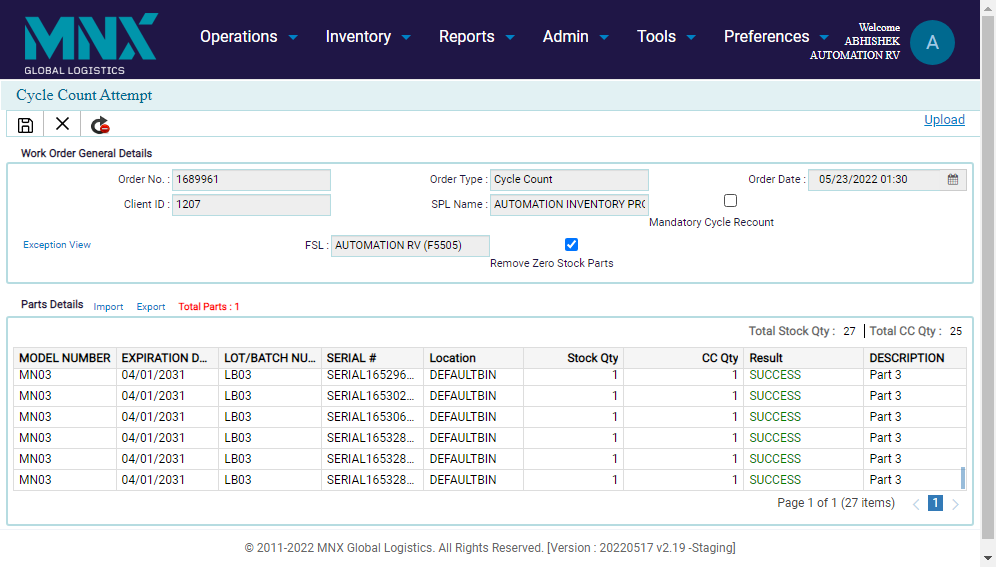 MNX
GLOBAL LOGISTICS
Operations Inventory Reports Admin Tools Preferences
Welcome
ABHISHEK
AUTOMATION RV
A
Cycle Count Attempt
Upload
Work Order General Details
Order No. : 1689961 Order Type : Cycle Count Order Date : 05/23/2022 01:30
Client ID : 1207 SPL Name : AUTOMATION INVENTORY PRO
Mandatory Cycle Recount
Exception View FSL : AUTOMATION RV (F5505)
Remove Zero Stock Parts
Parts Details Import Export Total Parts : 1
Total Stock Qty : 27 Total CC Qty : 25
MODEL NUMBER EXPIRATION D... LOT/BATCH NU... SERIAL # Location Stock Qty CC Qty Result DESCRIPTION
MN03 04/01/2031 LB03 SERIAL165296... DEFAULTBIN 1 1 SUCCESS Part 3
MN03 04/01/2031 LB03 SERIAL165302... DEFAULTBIN 1 1 SUCCESS Part 3
MN03 04/01/2031 LB03 SERIAL165306... DEFAULTBIN 1 1 SUCCESS Part 3
MN03 04/01/2031 LB03 SERIAL165328... DEFAULTBIN 1 1 SUCCESS Part 3
MN03 04/01/2031 LB03 SERIAL165328... DEFAULTBIN 1 1 SUCCESS Part 3
MN03 04/01/2031 LB03 SERIAL165328... DEFAULTBIN 1 1 SUCCESS Part 3
Page 1 of 1 (27 items) 1
© 2011-2022 MNX Global Logistics. All Rights Reserved. [Version : 20220517 v2.19 -Staging]